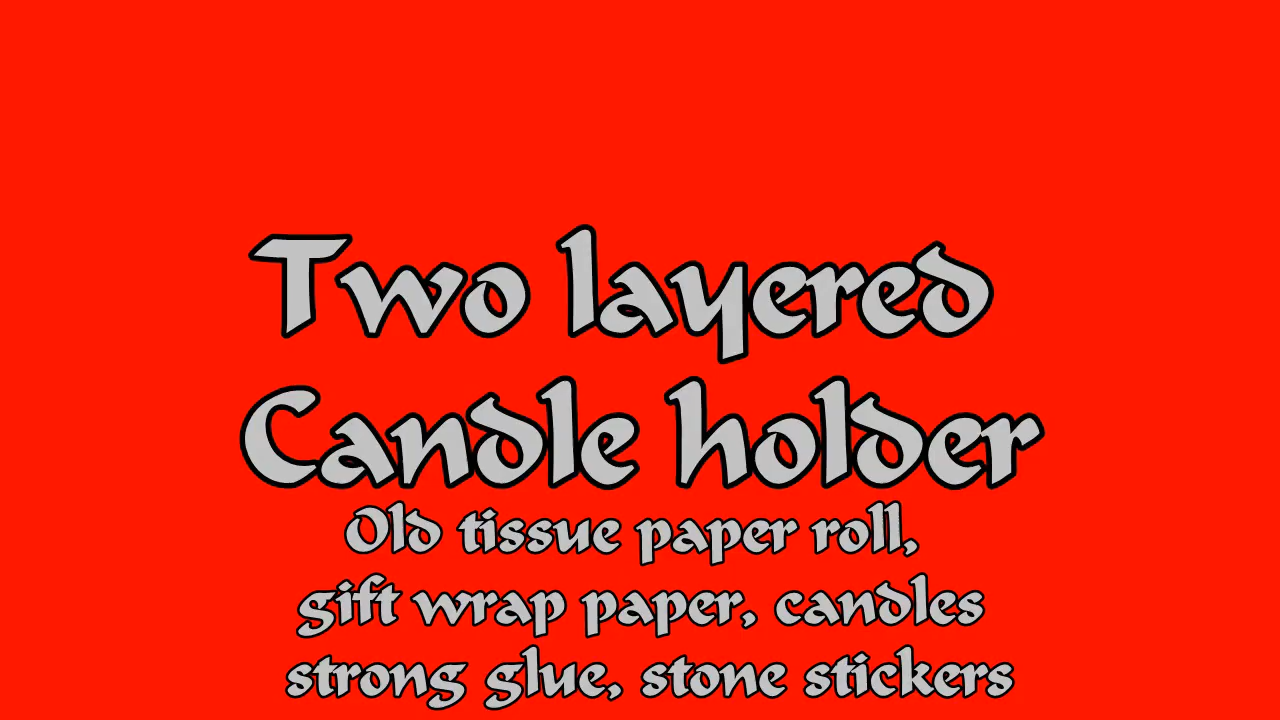 Two layered
Candle holder
Old tissue paper roll,
gift wrap paper, candles
strong glue, stone stickers